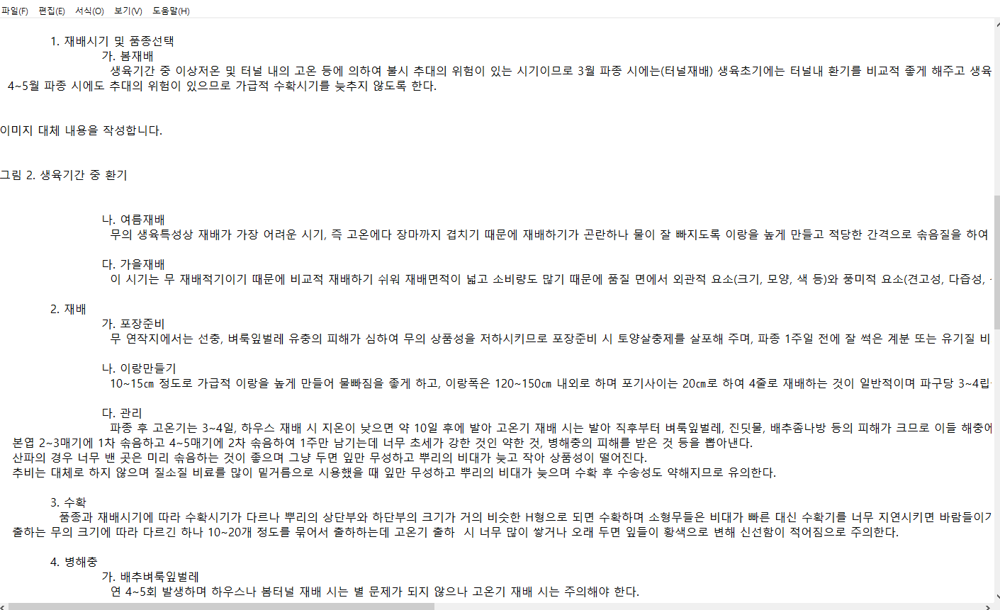 파일(F) 편집(E) 서식(O) 보기(V) 도움말(H)
1. 재배시기 및 품종선택
가. 봄재배
생육기간 중 이상저온 및 터널 내의 고온 등에 의하여 불시 추대의 위험이 있는 시기이므로 3월 파종 시에는(터널재배) 생육초기에는 터널내 환기를 비교적 좋게 해주고 생육
4~5월 파종 시에도 추대의 위험이 있으므로 가급적 수확시기를 늦추지 않도록 한다.
이미지 대체 내용을 작성합니다.
그림 2. 생육기간 중 환기
나. 여름재배
무의 생육특성상 재배가 가장 어려운 시기, 즉 고온에다 장마까지 겹치기 때문에 재배하기가 곤란하나 물이 잘 빠지도록 이랑을 높게 만들고 적당한 간격으로 솎음질을 하여
다. 가을재배
이 시기는 무 재배적기이기 때문에 비교적 재배하기 쉬워 재배면적이 넓고 소비량도 많기 때문에 품질 면에서 외관적 요소(크기, 모양, 색 등)와 풍미적 요소(견고성, 다즙성,
2. 재배
가. 포장준비
무 연작지에서는 선충, 벼룩잎벌레 유충의 피해가 심하여 무의 상품성을 저하시키므로 포장준비 시 토양살충제를 살포해 주며, 파종 1주일 전에 잘 썩은 계분 또는 유기질 비
나. 이랑만들기
10~15㎝ 정도로 가급적 이랑을 높게 만들어 물빠짐을 좋게 하고, 이랑폭은 120~150㎝ 내외로 하며 포기사이는 20㎝로 하여 4줄로 재배하는 것이 일반적이며 파구당 3~4립
다. 관리
파종 후 고온기는 3~4일, 하우스 재배 시 지온이 낮으면 약 10일 후에 발아 고온기 재배 시는 발아 직후부터 벼룩잎벌레, 진딧물, 배추좀나방 등의 피해가 크므로 이들 해충에
본엽 2~3매기에 1차 솎음하고 4~5매기에 2차 솎음하여 1주만 남기는데 너무 초세가 강한 것인 약한 것, 병해충의 피해를 받은 것 등을 뽑아낸다.
산파의 경우 너무 밴 곳은 미리 솎음하는 것이 좋으며 그냥 두면 잎만 무성하고 뿌리의 비대가 늦고 작아 상품성이 떨어진다.
추비는 대체로 하지 않으며 질소질 비료를 많이 밑거름으로 시용했을 때 잎만 무성하고 뿌리의 비대가 늦으며 수확 후 수송성도 약해지므로 유의한다.
3. 수확
품종과 재배시기에 따라 수확시기가 다르나 뿌리의 상단부와 하단부의 크기가 거의 비슷한 H형으로 되면 수확하며 소형무들은 비대가 빠른 대신 수확기를 너무 지연시키면 바람들이가
출하는 무의 크기에 따라 다르긴 하나 10~20개 정도를 묶어서 출하하는데 고온기 출하 시 너무 많이 쌓거나 오래 두면 잎들이 황색으로 변해 신선함이 적어짐으로 주의한다.
4. 병해충
가. 배추벼룩잎벌레
연 4~5회 발생하며 하우스나 봄터널 재배 시는 별 문제가 되지 않으나 고온기 재배 시는 주의해야 한다.